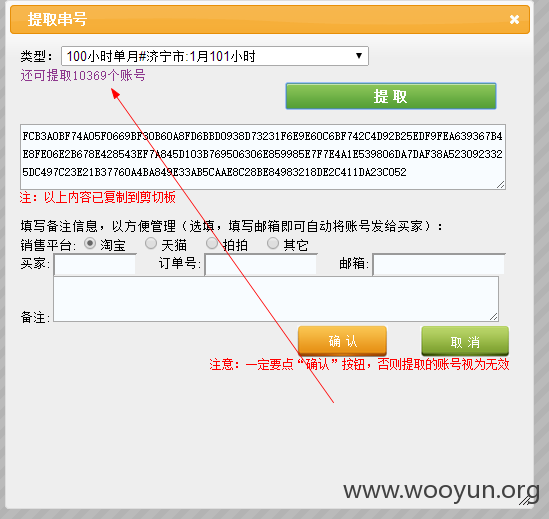 提取串号
类型: 100小时单月#济宁市:1月101小时
还可提取10369个账号
提 取
FCB3A0BF74A05F0669BF30B60A8FD6BBD0938D73231F6E9E60C6BF742C4D92B25EDF9FEA639367B4
E8FE06E2B678E428543EF7A845D103B769506306E859985E7F7E4A1E539806DA7DAF38A523092332
5DC497C23E21B37760A4BA849E33AB5CAAE8C28BE84983218DE2C411DA23C052
注: 以上内容已复制到剪切板
填写备注信息，以方便管理（选填，填写邮箱即可自动将账号发给买家）:
销售平台: 淘宝 天猫 拍拍 其它
买家: 订单号: 邮箱:
备注:
确 认 取 消
注意: 一定要点“确认”按钮，否则提取的账号视为无效
www.wooyun.org